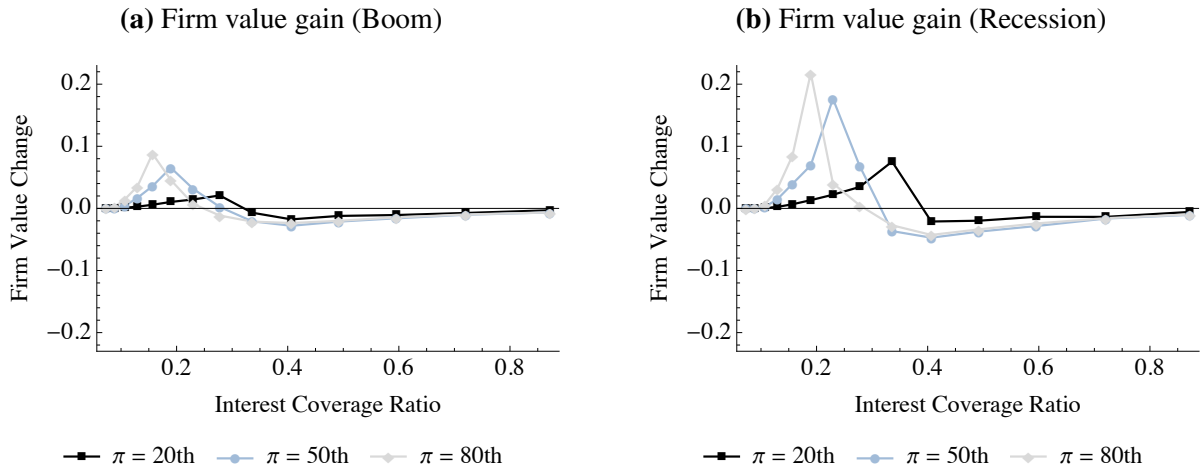 (a) Firm value gain (Boom)
0.2
0.1
0.0
−0.1
−0.2
Firm Value Change
0.2 0.4 0.6 0.8
Interest Coverage Ratio
π = 20th π = 50th π = 80th
(b) Firm value gain (Recession)
0.2
0.1
0.0
−0.1
−0.2
Firm Value Change
0.2 0.4 0.6 0.8
Interest Coverage Ratio
π = 20th π = 50th π = 80th